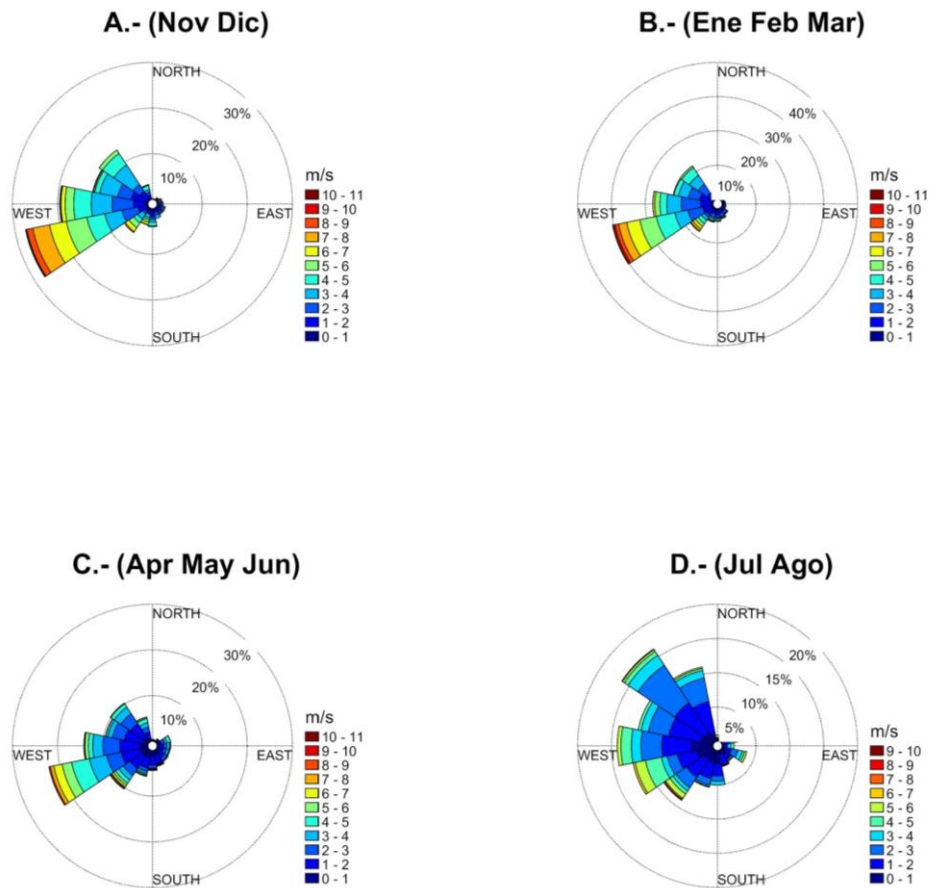 A.- (Nov Dic)
NORTH
30%
20%
10%
WEST
EAST
SOUTH
m/s
10 - 11
9 - 10
8 - 9
7 - 8
6 - 7
5 - 6
4 - 5
3 - 4
2 - 3
1 - 2
0 - 1
B.- (Ene Feb Mar)
NORTH
40%
30%
20%
10%
WEST
EAST
SOUTH
m/s
10 - 11
9 - 10
8 - 9
7 - 8
6 - 7
5 - 6
4 - 5
3 - 4
2 - 3
1 - 2
0 - 1
C.- (Apr May Jun)
NORTH
30%
20%
10%
WEST
EAST
SOUTH
m/s
10 - 11
9 - 10
8 - 9
7 - 8
6 - 7
5 - 6
4 - 5
3 - 4
2 - 3
1 - 2
0 - 1
D.- (Jul Ago)
NORTH
20%
15%
10%
5%
WEST
EAST
SOUTH
m/s
9 - 10
8 - 9
7 - 8
6 - 7
5 - 6
4 - 5
3 - 4
2 - 3
1 - 2
0 - 1